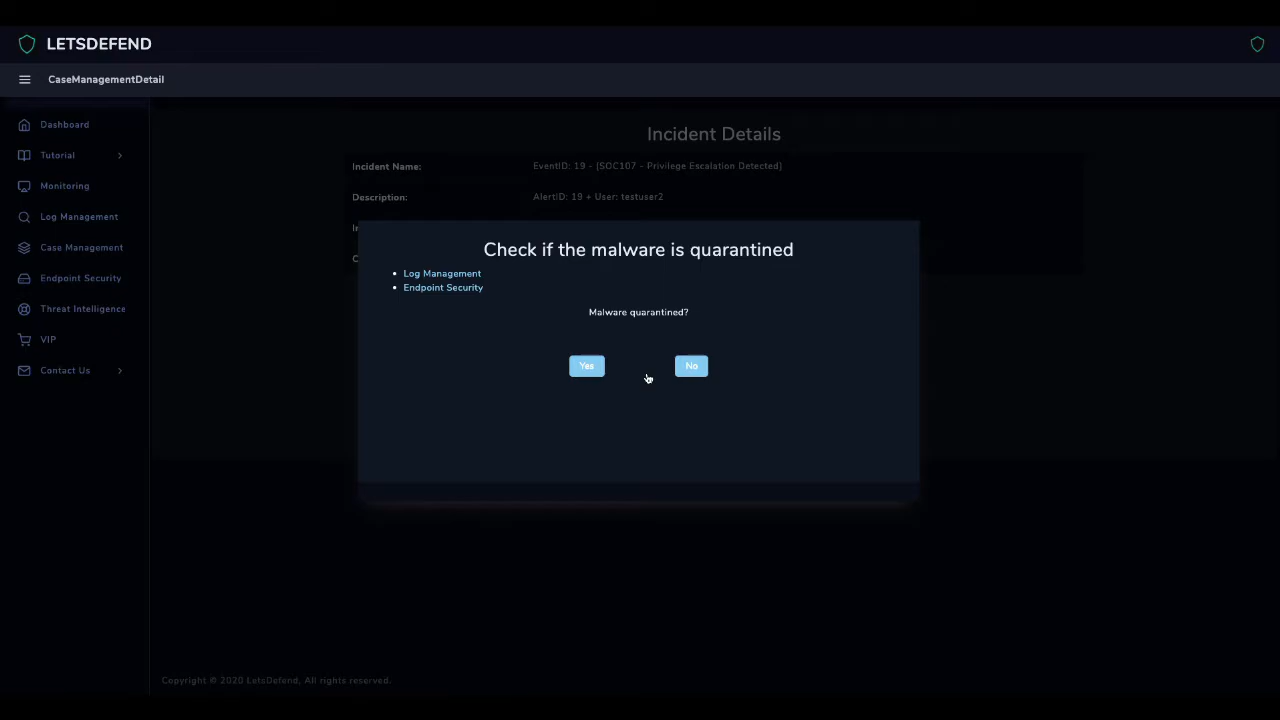 LETSDEFEND
CaseManagementDetail
Dashboard
Tutorial
Monitoring
Log Management
Case Management
Endpoint Security
Threat Intelligence
VIP
Contact Us
Incident Details
Incident Name: EventID: 19 - [SOC107 - Privilege Escalation Detected]
Description: AlertID: 19 + User: testuser2
Check if the malware is quarantined
Log Management
Endpoint Security
Malware quarantined?
Yes No
Copyright © 2020 LetsDefend, All rights reserved.